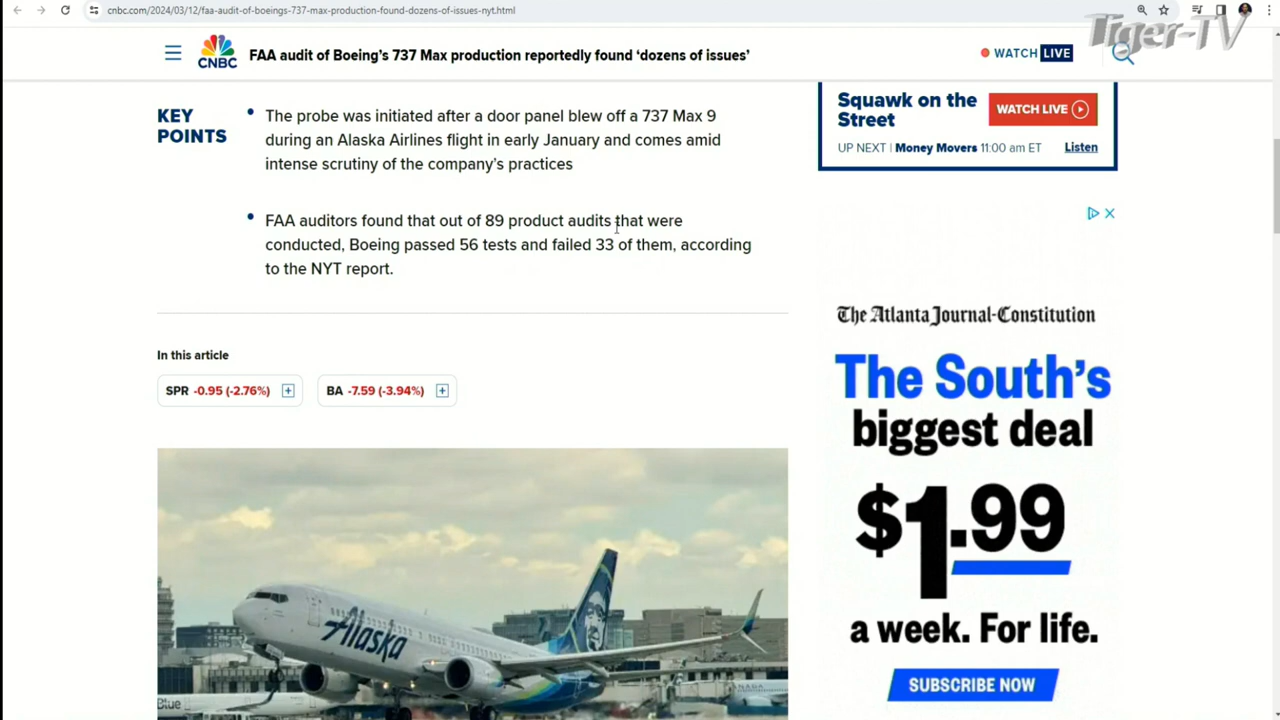 cnbc.com/2024/03/12/faa-audit-of-boeings-737-max-production-found-dozens-of-issues-nyt.html
Tiger-TV
CNBC
FAA audit of Boeing's 737 Max production reportedly found ‘dozens of issues’
WATCH LIVE
KEY POINTS
The probe was initiated after a door panel blew off a 737 Max 9
during an Alaska Airlines flight in early January and comes amid
intense scrutiny of the company's practices
FAA auditors found that out of 89 product audits that were
conducted, Boeing passed 56 tests and failed 33 of them, according
to the NYT report.
In this article
SPR -0.95 (-2.76%)
BA -7.59 (-3.94%)
Alaska
Blue
Squawk on the
Street
WATCH LIVE
UP NEXT | Money Movers 11:00 am ET
Listen
The Atlanta Journal-Constitution
The South's
biggest deal
$1.99
a week. For life.
SUBSCRIBE NOW